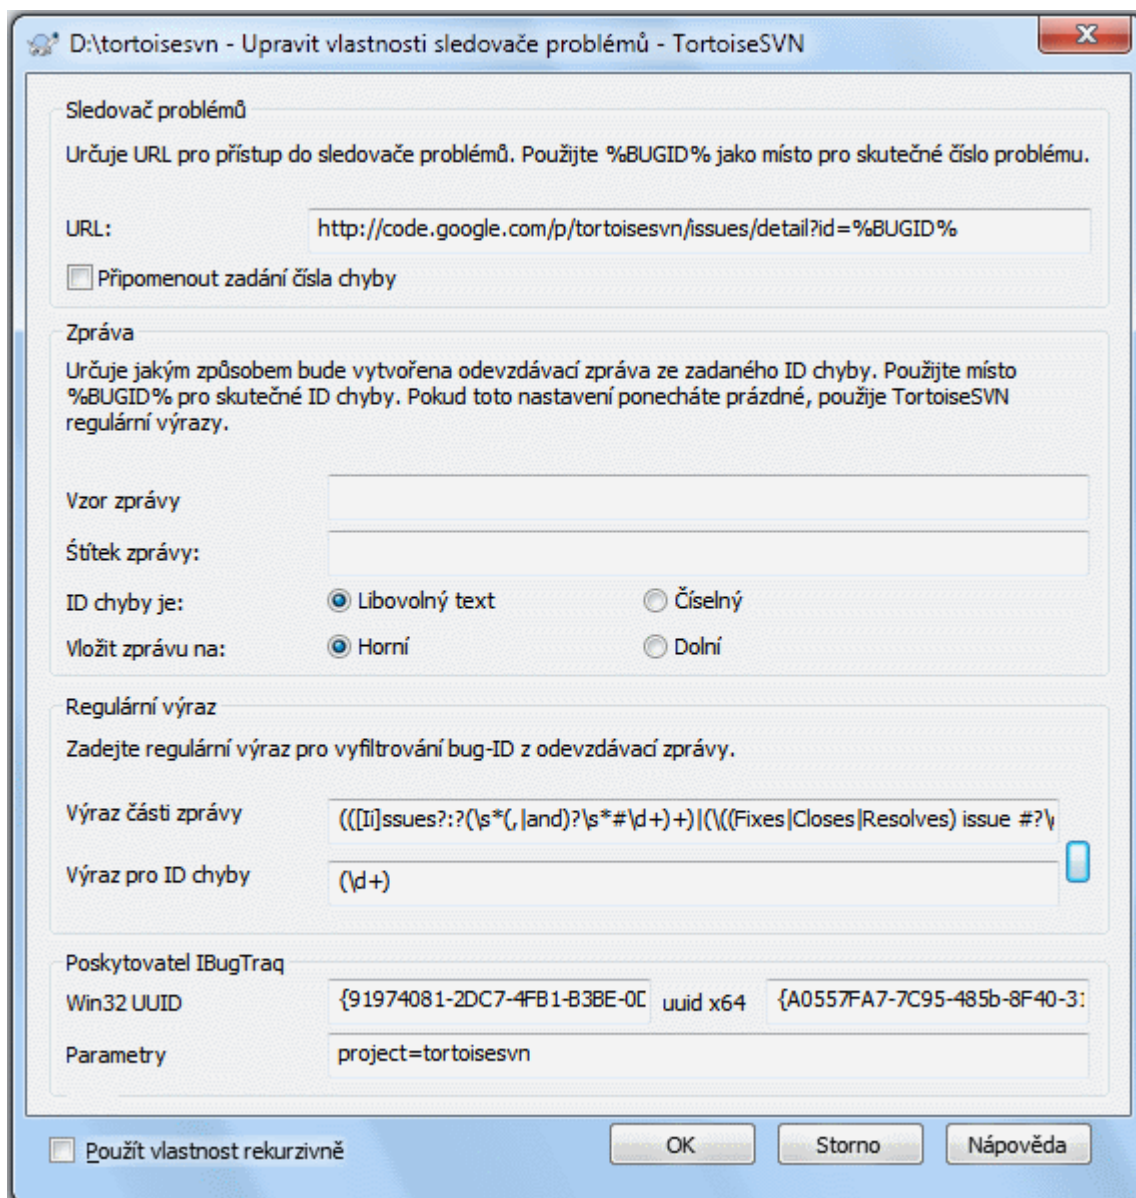 D:\tortoisesvn - Upravit vlastnosti sledovače problémů - TortoiseSVN
Sledovač problémů
Určuje URL pro přístup do sledovače problémů. Použijte %BUGID% jako místo pro skutečné číslo problému.
URL: http://code.google.com/p/tortoisesvn/issues/detail?id=%BUGID%
Připomenout zadání čísla chyby
Zpráva
Určuje jakým způsobem bude vytvořena odevzdávací zpráva ze zadaného ID chyby. Použijte místo
%BUGID% pro skutečné ID chyby. Pokud toto nastavení ponecháte prázdné, použije TortoiseSVN
regulární výrazy.
Vzor zprávy
Štítek zprávy:
ID chyby je: Libovolný text Číselný
Vložit zprávu na: Horní Dolní
Regulární výraz
Zadejte regulární výraz pro vyfiltrování bug-ID z odevzdávací zprávy.
Výraz části zprávy (([Ii]ssues?:?(\s*(,|and)?\s*#\d+)+)|(\((Fixes|Closes|Resolves) issue #?\
Výraz pro ID chyby (\d+)
Poskytovatel IBugTraq
Win32 UUID {91974081-2DC7-4FB1-B3BE-0D uuid x64 {A0557FA7-7C95-485b-8F40-31
Parametry project=tortoisesvn
Použít vlastnost rekurzivně OK Storno Nápověda